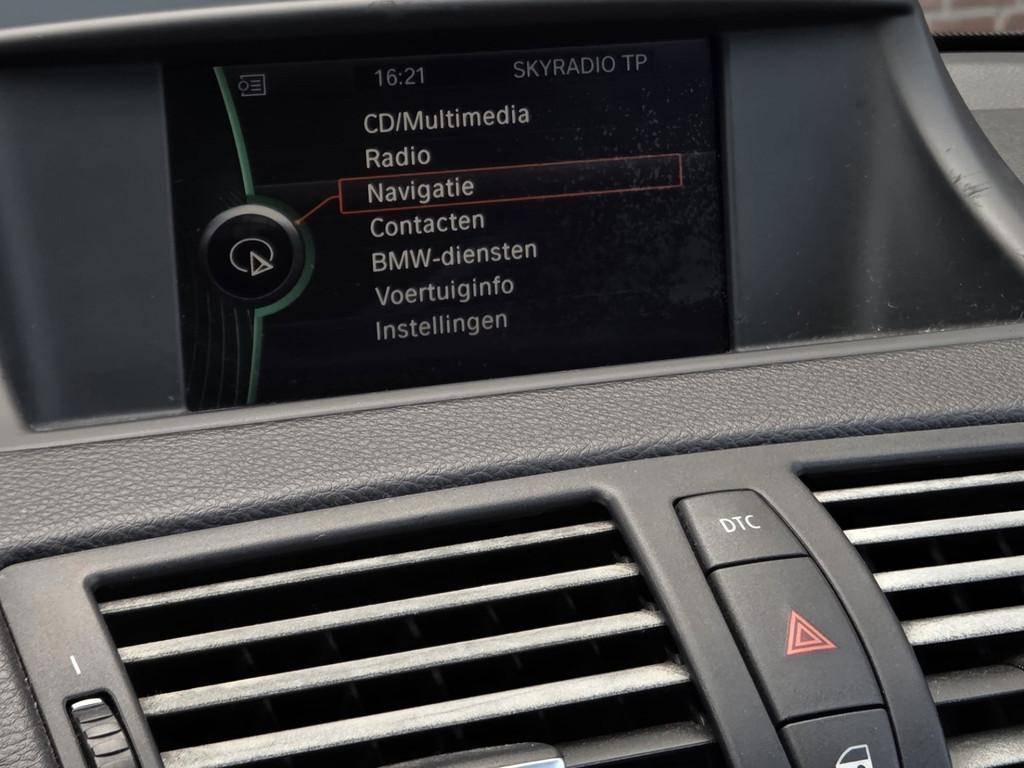 16:21 SKYRADIO TP
CD/Multimedia
Radio
Navigatie
Contacten
BMW-diensten
Voertuiginfo
Instellingen
DTC